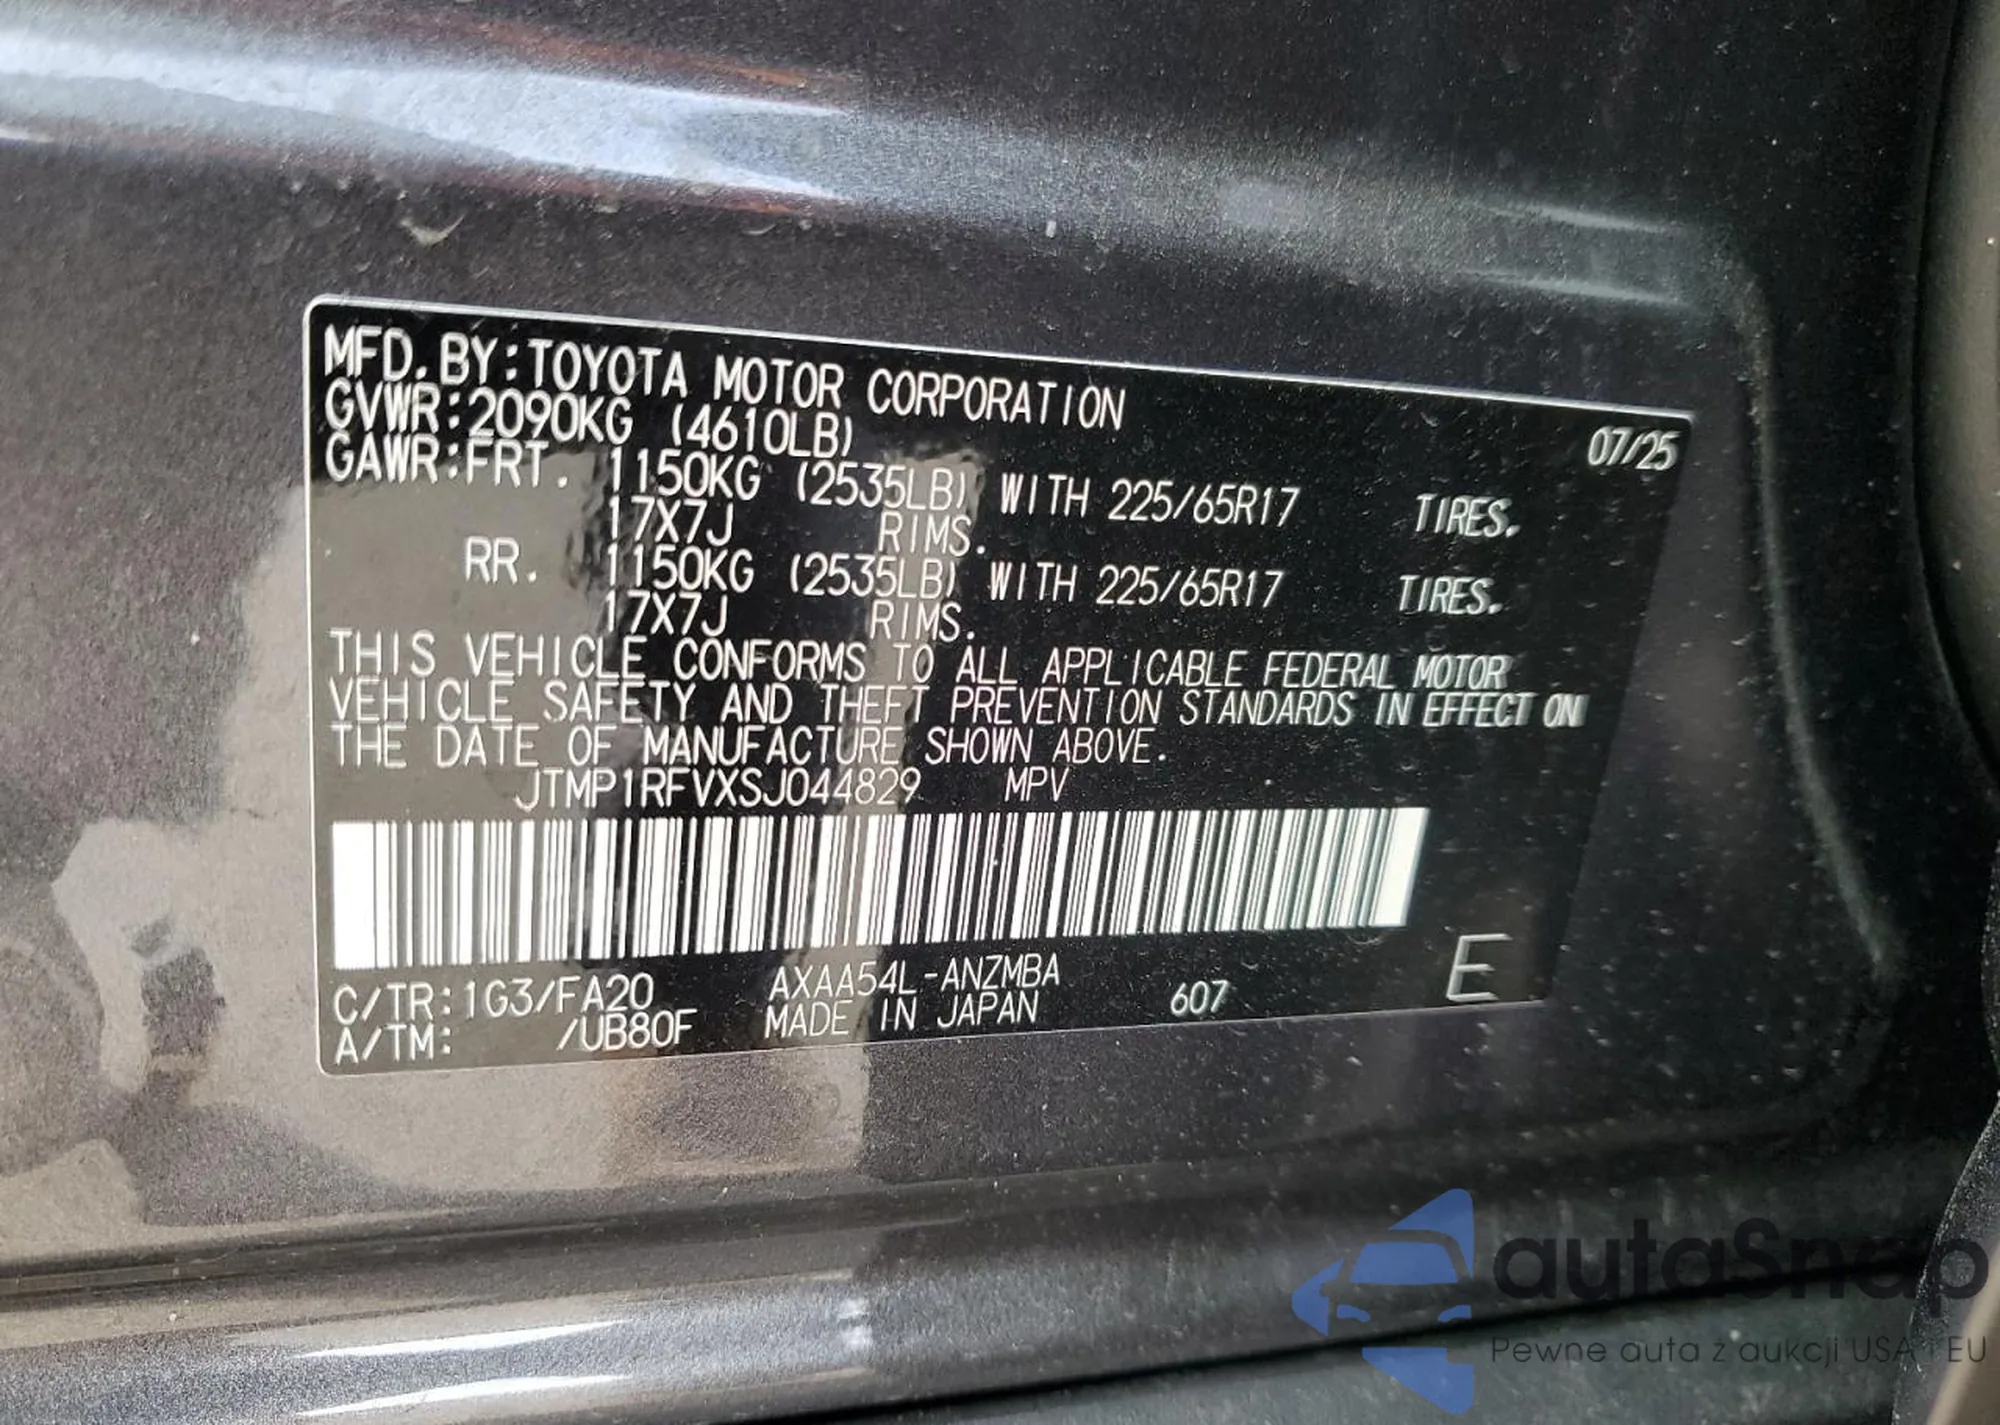 MFD. BY: TOYOTA MOTOR CORPORATION 07/25
GVWR: 2090KG (4610LB)
GAWR: FRT. 1150KG (2535LB) WITH 225/65R17 TIRES.
17X7J RIMS.
RR. 1150KG (2535LB) WITH 225/65R17 TIRES.
17X7J RIMS.
THIS VEHICLE CONFORMS TO ALL APPLICABLE FEDERAL MOTOR
VEHICLE SAFETY AND THEFT PREVENTION STANDARDS IN EFFECT ON
THE DATE OF MANUFACTURE SHOWN ABOVE.
JTMP1RFVXSJ044829 MPV
C/TR: 1G3/FA20 AXAA54L-ANZMBA 607 E
A/TM: /UB80F MADE IN JAPAN
autaSnap
Pewne auta z aukcji USA i EU